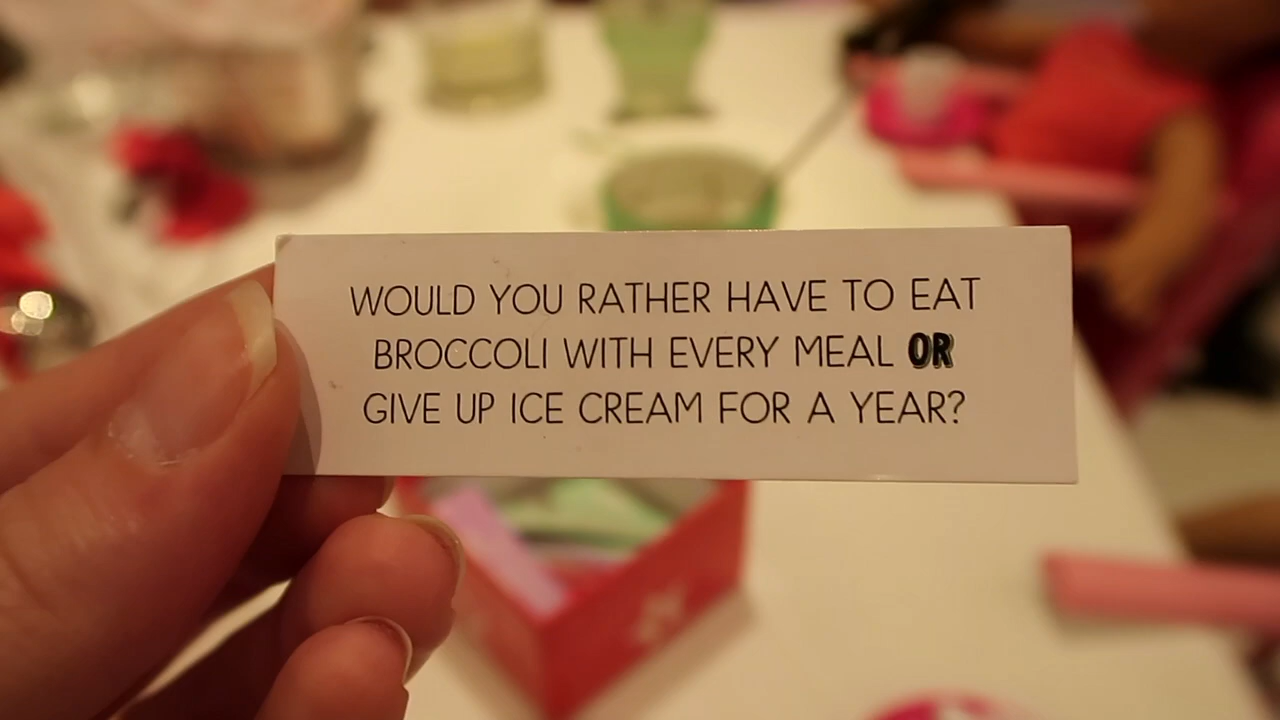 WOULD YOU RATHER HAVE TO EAT
BROCCOLI WITH EVERY MEAL OR
GIVE UP ICE CREAM FOR A YEAR?